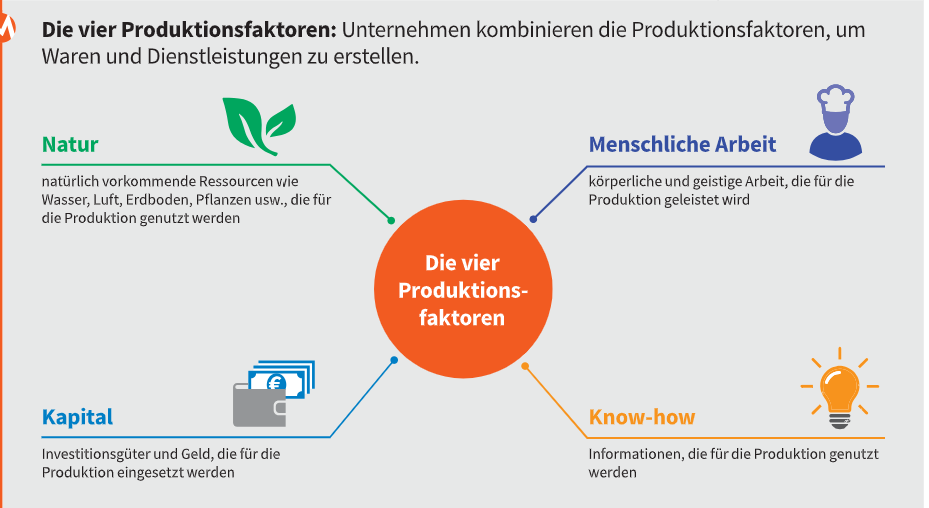 Die vier Produktionsfaktoren: Unternehmen kombinieren die Produktionsfaktoren, um
Waren und Dienstleistungen zu erstellen.
Natur
natürlich vorkommende Ressourcen wie
Wasser, Luft, Erdboden, Pflanzen usw., die für
die Produktion genutzt werden
Menschliche Arbeit
körperliche und geistige Arbeit, die für die
Produktion geleistet wird
Die vier
Produktions-
faktoren
Kapital
€
Investitionsgüter und Geld, die für die
Produktion eingesetzt werden
Know-how
Informationen, die für die Produktion genutzt
werden